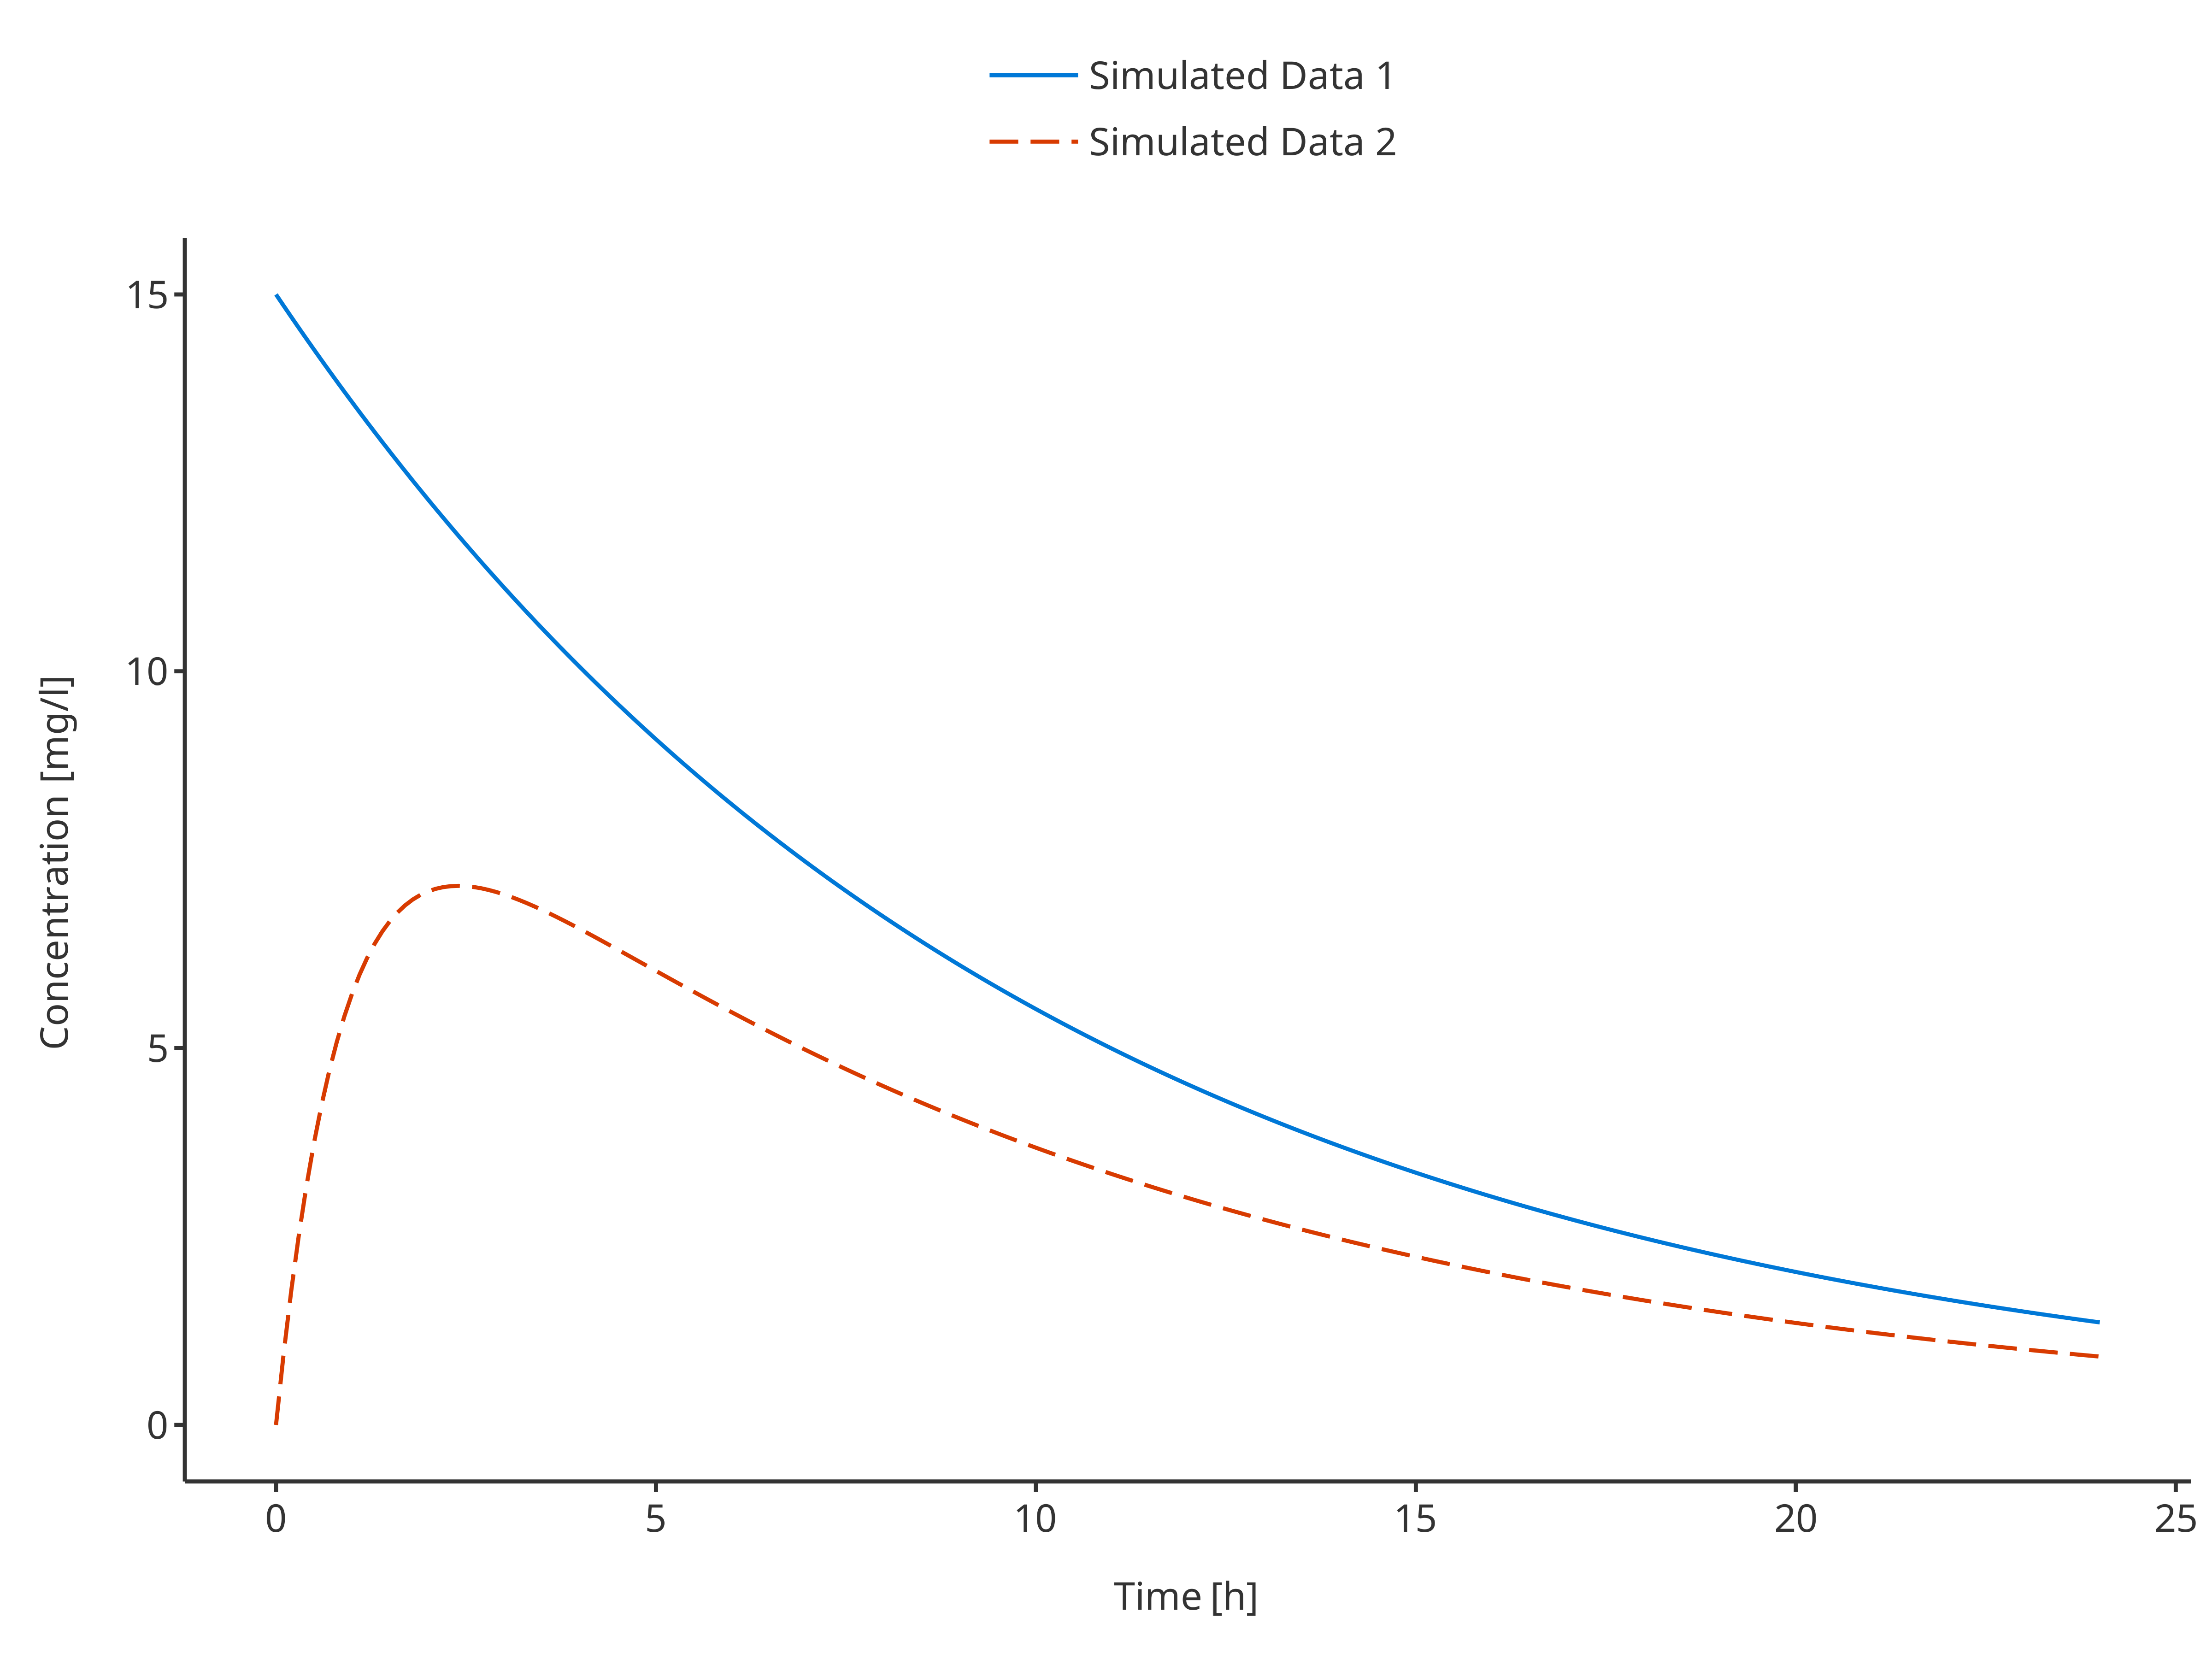 Simulated Data 1
Simulated Data 2
15
10
5
0
Concentration [mg/l]
0 5 10 15 20 25
Time [h]